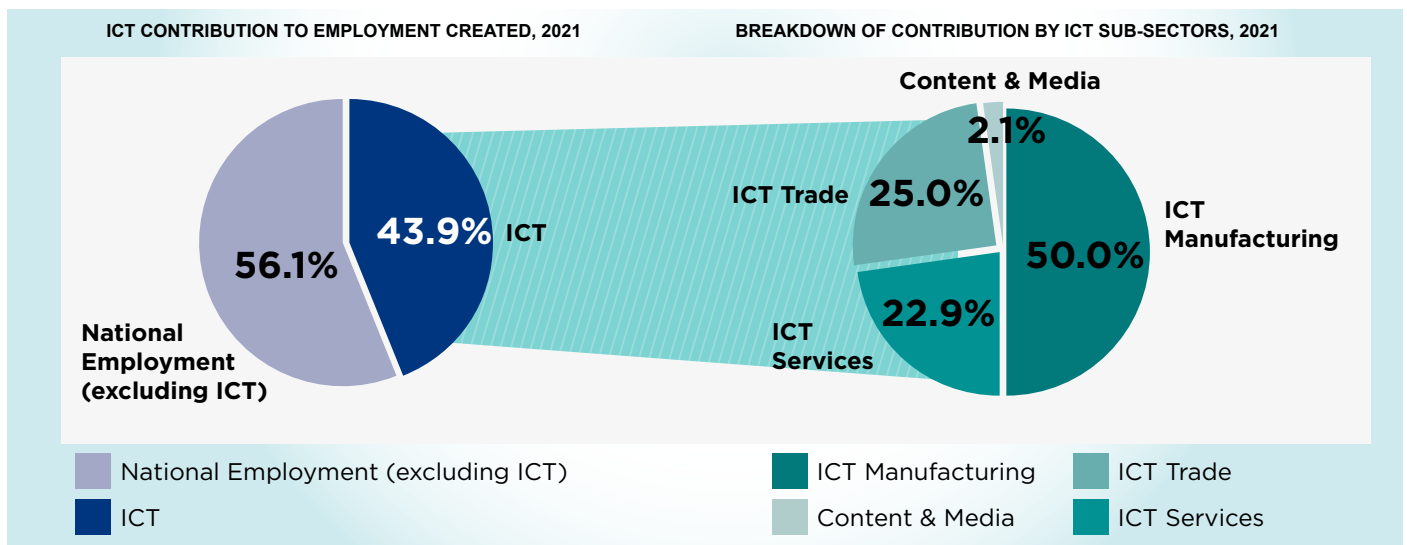 ICT CONTRIBUTION TO EMPLOYMENT CREATED, 2021
BREAKDOWN OF CONTRIBUTION BY ICT SUB-SECTORS, 2021
43.9%
ICT
56.1%
National
Employment
(excluding ICT)
Content & Media
2.1%
ICT Trade
25.0%
ICT
Manufacturing
50.0%
22.9%
ICT
Services
National Employment (excluding ICT)
ICT
ICT Manufacturing
ICT Trade
Content & Media
ICT Services